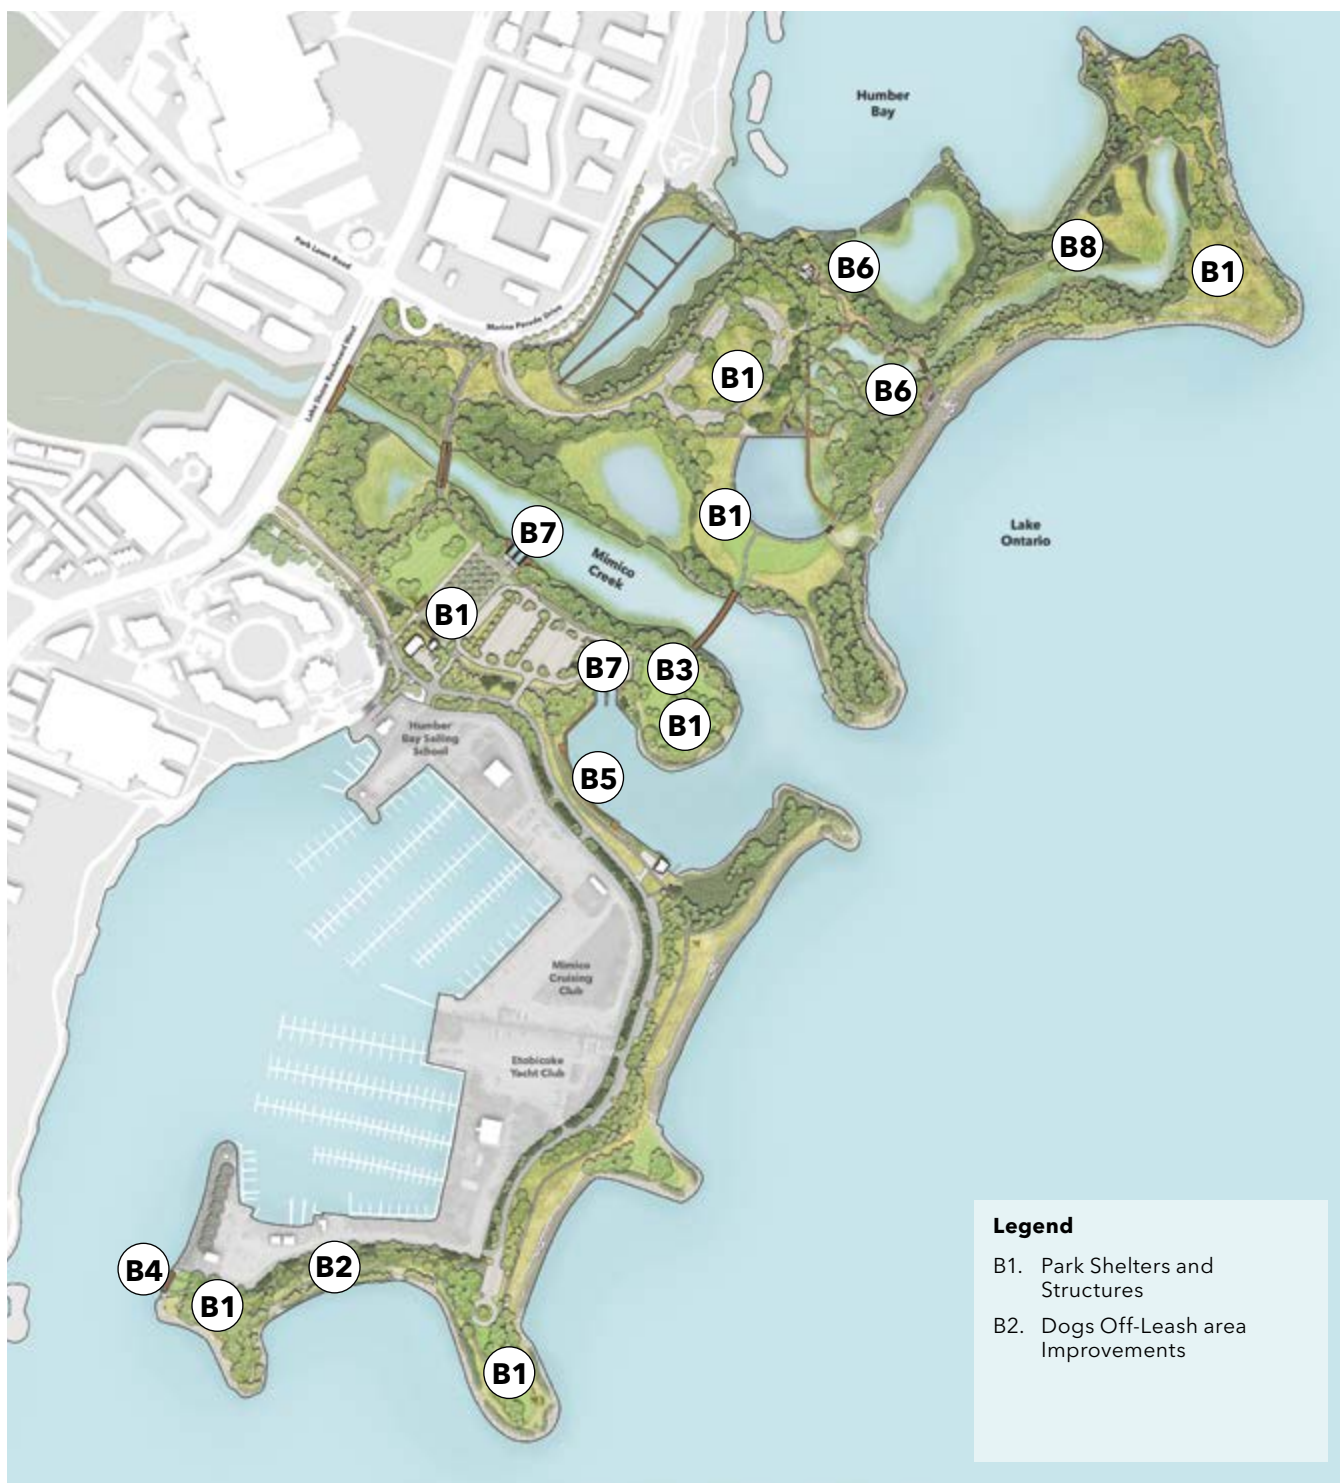 Humber
Bay
B8
B6
B1
Park Lawn Road
Marine Parade Drive
B1
B6
Lake Shore Boulevard West
B1
B7
Lake
Ontario
Mimico
Creek
B1
B7
B3
B1
Humber
Bay Sailing
School
B5
Mimico
Cruising
Club
Etobicoke
Yacht Club
Legend
B1. Park Shelters and
Structures
B2. Dogs Off-Leash area
Improvements
B4
B2
B1
B1